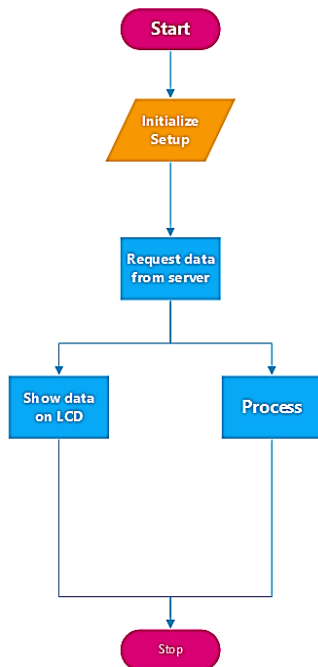 Start
Initialize
Setup
Request data
from server
Show data
on LCD
Process
Stop